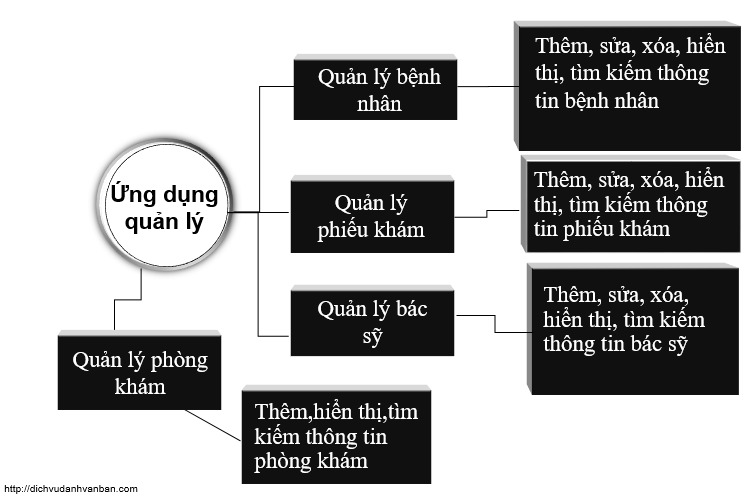 Ứng dụng
quản lý
Quản lý bệnh
nhân
Thêm, sửa, xóa, hiển
thị, tìm kiếm thông
tin bệnh nhân
Quản lý
phiếu khám
Thêm, sửa, xóa, hiển
thị, tìm kiếm thông
tin phiếu khám
Quản lý bác
sỹ
Thêm, sửa, xóa,
hiển thị, tìm kiếm
thông tin bác sỹ
Quản lý phòng
khám
Thêm,hiển thị,tìm
kiếm thông tin
phòng khám
http://dichvudanhvanban.com